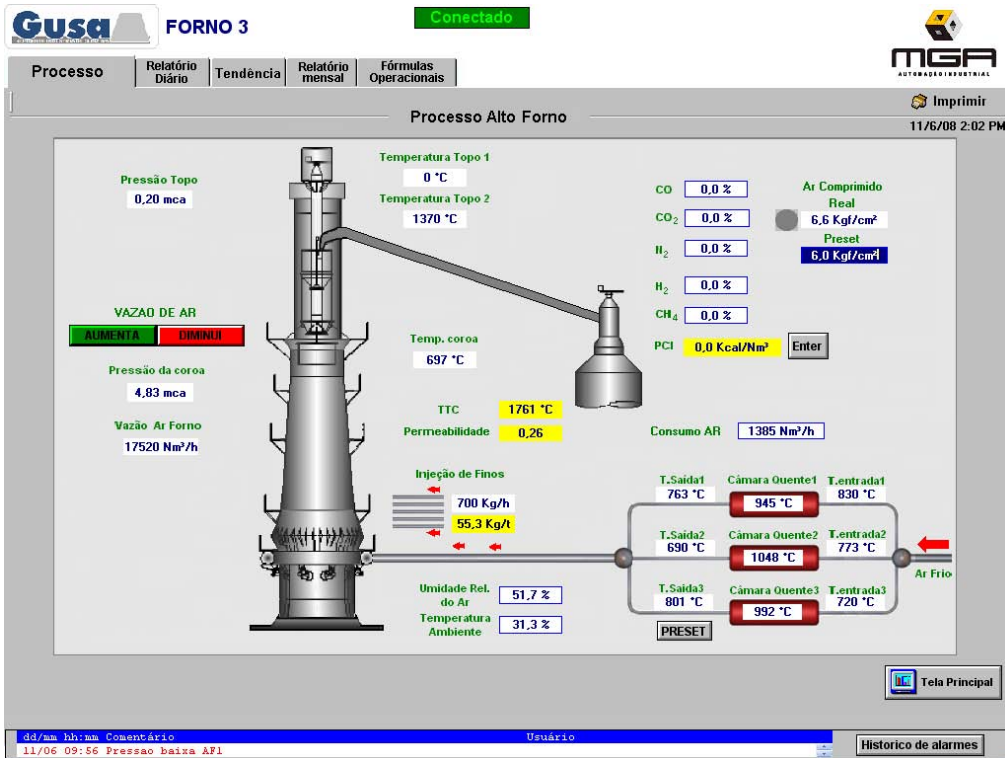 Gusa
FORNO 3
Conectado
MGA
AUTOMAÇÃO INDUSTRIAL
Processo
Relatório Diário
Tendência
Relatório mensal
Fórmulas Operacionais
Imprimir
Processo Alto Forno
11/6/08 2:02 PM
Pressão Topo
0,20 mca
Temperatura Topo 1
0 °C
Temperatura Topo 2
1370 °C
CO 0,0 %
CO2 0,0 %
H2 0,0 %
H2 0,0 %
CH4 0,0 %
PCI 0,0 Kcal/Nm³ Enter
Ar Comprimido
Real
6,6 Kgf/cm²
Preset
6,0 Kgf/cm²
VAZAO DE AR
AUMENTA DIMINUI
Pressão da coroa
4,83 mca
Vazão Ar Forno
17520 Nm³/h
Temp. coroa
697 °C
TTC 1761 °C
Permeabilidade 0,26
Consumo AR 1385 Nm³/h
Injeção de Finos
700 Kg/h
55,3 Kg/t
T.Saída1 Câmara Quente1 T.entrada1
763 °C 945 °C 830 °C
T.Saída2 Câmara Quente2 T.entrada2
690 °C 1048 °C 773 °C
Ar Frio
T.Saída3 Câmara Quente3 T.entrada3
801 °C 992 °C 720 °C
PRESET
Umidade Rel.
do Ar 51,7 %
Temperatura
Ambiente 31,3 %
Tela Principal
dd/mm hh:mm Comentário Usuário
11/06 09:56 Pressao baixa AF1
Historico de alarmes